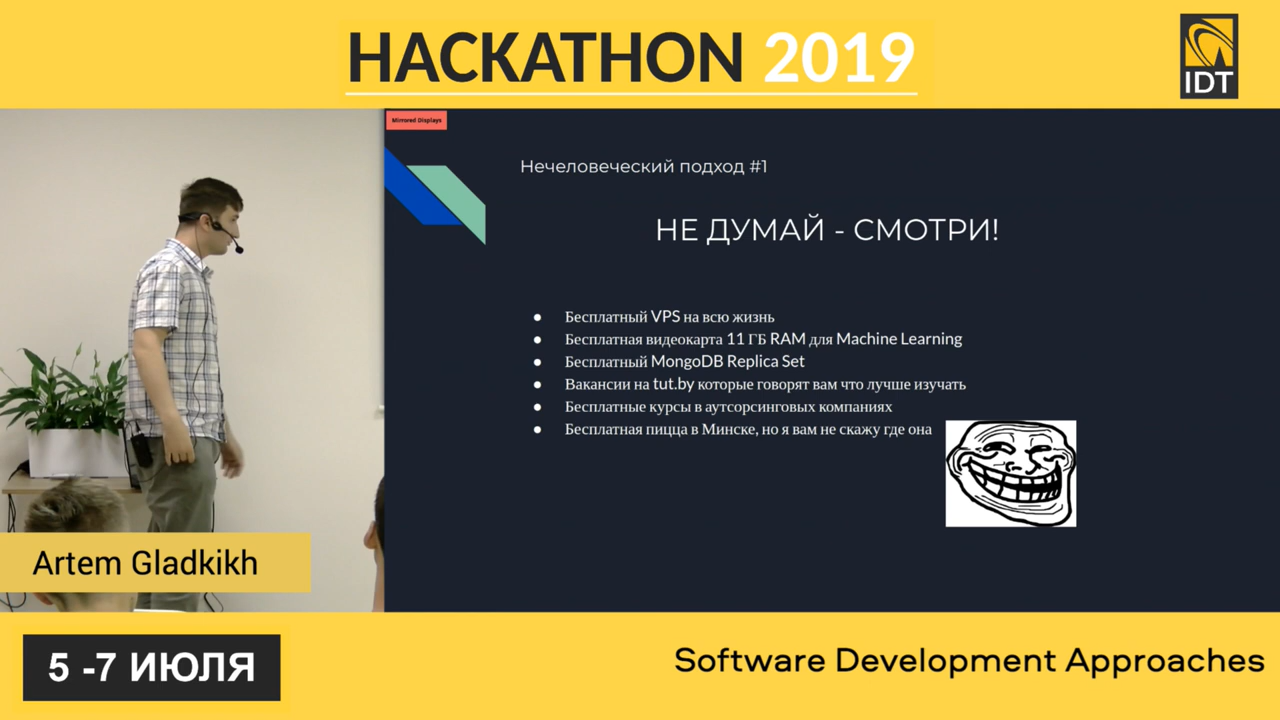 HACKATHON 2019
IDT
Mirrored Displays
Нечеловеческий подход #1
НЕ ДУМАЙ - СМОТРИ!
● Бесплатный VPS на всю жизнь
● Бесплатная видеокарта 11 ГБ RAM для Machine Learning
● Бесплатный MongoDB Replica Set
● Вакансии на tut.by которые говорят вам что лучше изучать
● Бесплатные курсы в аутсорсинговых компаниях
● Бесплатная пицца в Минске, но я вам не скажу где она
Artem Gladkikh
5 -7 ИЮЛЯ
Software Development Approaches